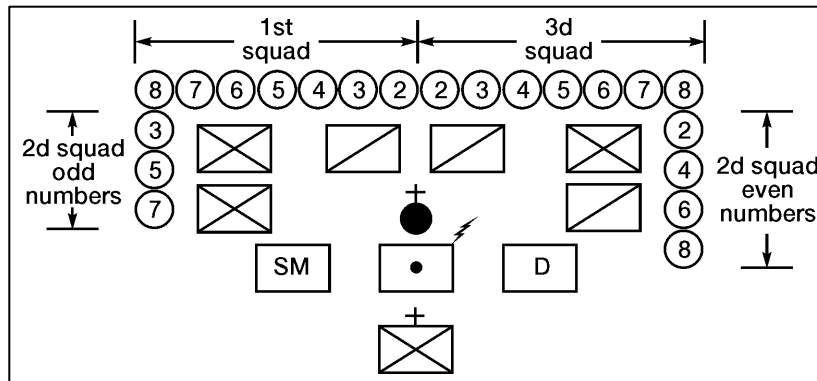 1st squad
3d squad
8 7 6 5 4 3 2 2 3 4 5 6 7 8
2d squad odd numbers
3
5
7
2
4
6
8
2d squad even numbers
SM
D